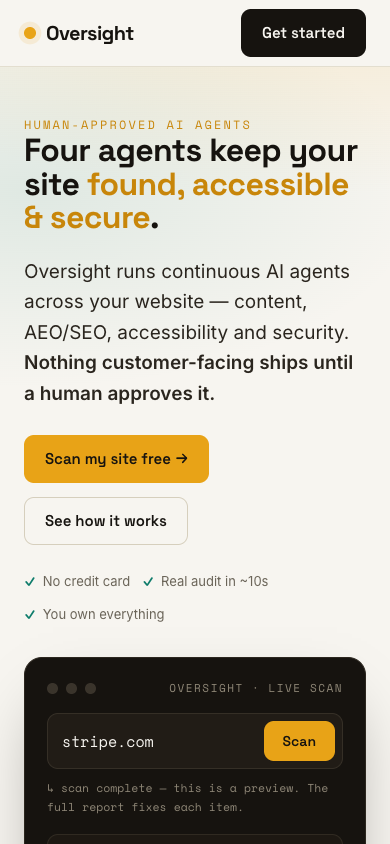 Oversight
Get started
HUMAN-APPROVED AI AGENTS
Four agents keep your
site found, accessible
& secure.
Oversight runs continuous AI agents
across your website — content,
AEO/SEO, accessibility and security.
Nothing customer-facing ships until
a human approves it.
Scan my site free →
See how it works
✓ No credit card ✓ Real audit in ~10s
✓ You own everything
OVERSIGHT · LIVE SCAN
stripe.com
Scan
↳ scan complete — this is a preview. The
full report fixes each item.